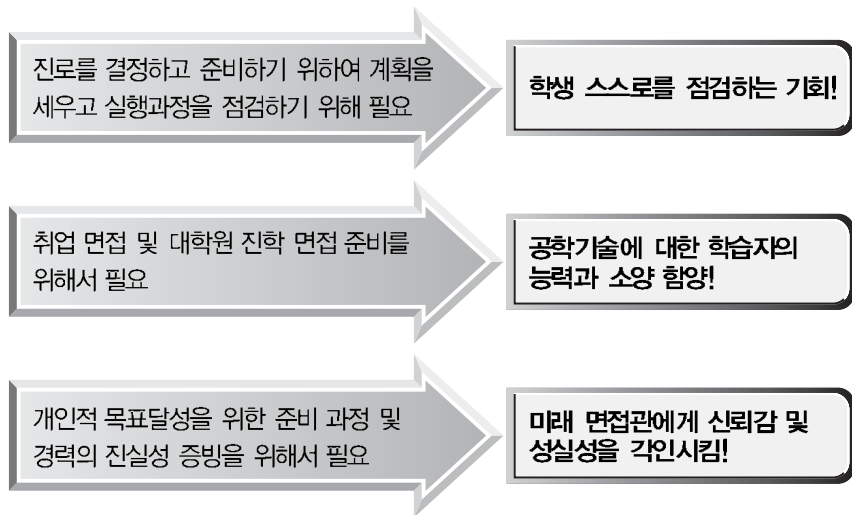 진로를 결정하고 준비하기 위하여 계획을
세우고 실행과정을 점검하기 위해 필요
학생 스스로를 점검하는 기회!
취업 면접 및 대학원 진학 면접 준비를
위해서 필요
공학기술에 대한 학습자의
능력과 소양 함양!
개인적 목표달성을 위한 준비 과정 및
경력의 진실성 증빙을 위해서 필요
미래 면접관에게 신뢰감 및
성실성을 각인시킴!